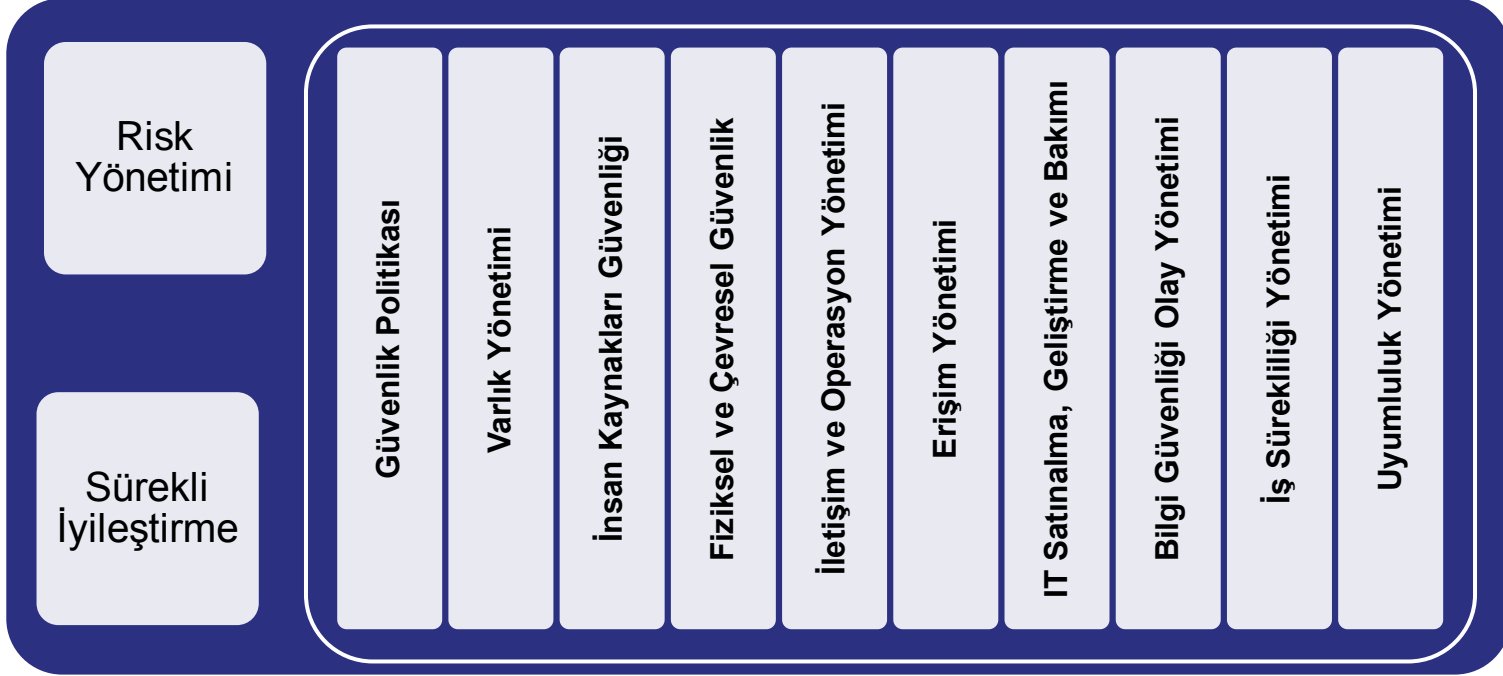 Risk
Yönetimi
Sürekli
İyileştirme
Güvenlik Politikası
Varlık Yönetimi
İnsan Kaynakları Güvenliği
Fiziksel ve Çevresel Güvenlik
İletişim ve Operasyon Yönetimi
Erişim Yönetimi
IT Satınalma, Geliştirme ve Bakımı
Bilgi Güvenliği Olay Yönetimi
İş Sürekliliği Yönetimi
Uyumluluk Yönetimi